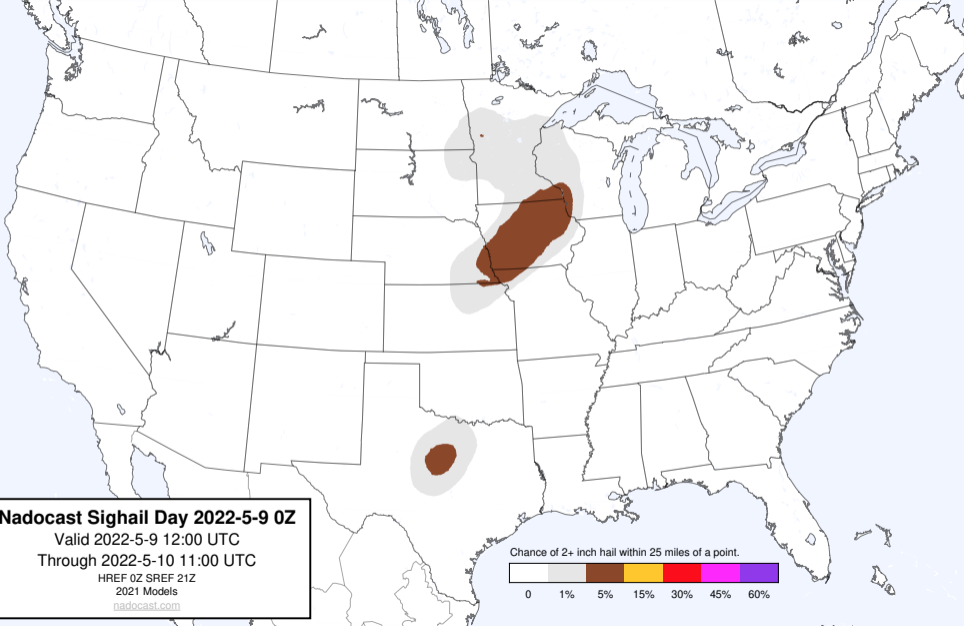 Nadocast Sighail Day 2022-5-9 0Z
Valid 2022-5-9 12:00 UTC
Through 2022-5-10 11:00 UTC
HREF 0Z SREF 21Z
2021 Models
nadocast.com
Chance of 2+ inch hail within 25 miles of a point.
0 1% 5% 15% 30% 45% 60%